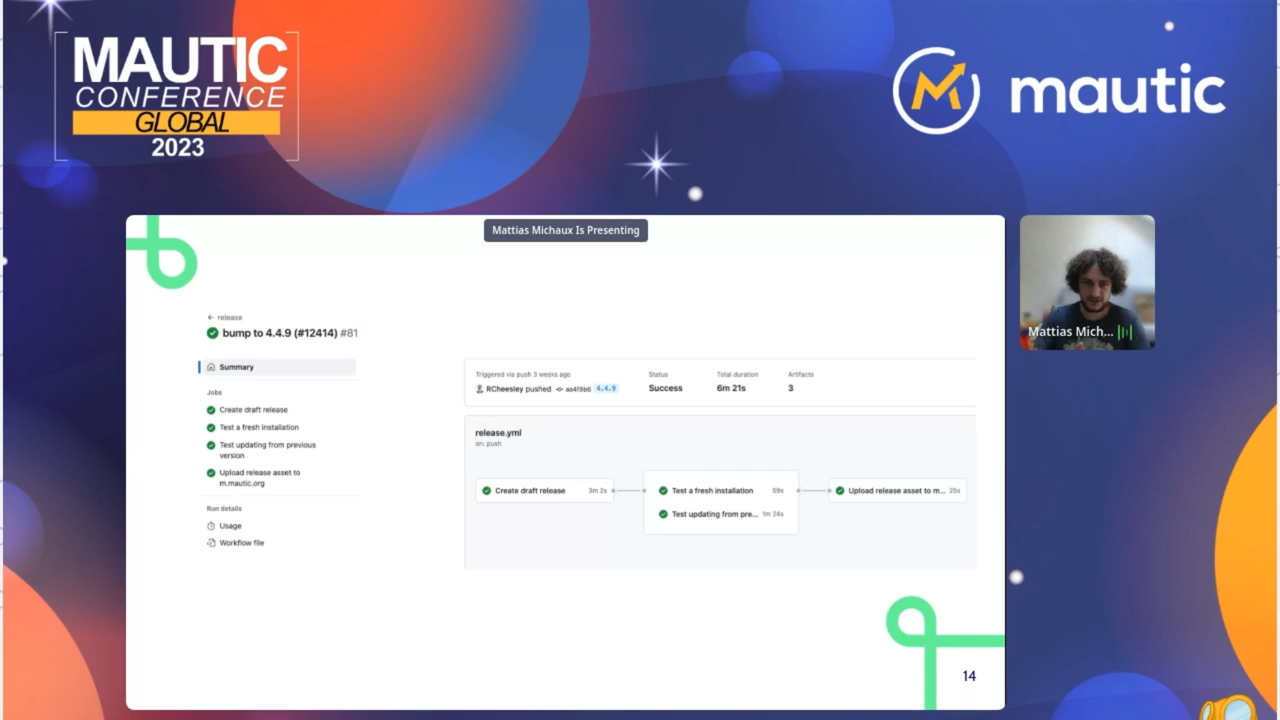 MAUTIC
CONFERENCE
GLOBAL
2023
mautic
Mattias Michaux Is Presenting
Mattias Mich...
← release
bump to 4.4.9 (#12414) #81
Summary
Jobs
Create draft release
Test a fresh installation
Test updating from previous
version
Upload release asset to
m.mautic.org
Run details
Usage
Workflow file
Triggered via push 3 weeks ago
RCheesley pushed 4.4.9
Status
Success
Total duration
6m 21s
Artifacts
3
release.yml
on: push
Create draft release 3m 2s
Test a fresh installation 59s
Test updating from pre... 1m 24s
Upload release asset to m... 25s
14